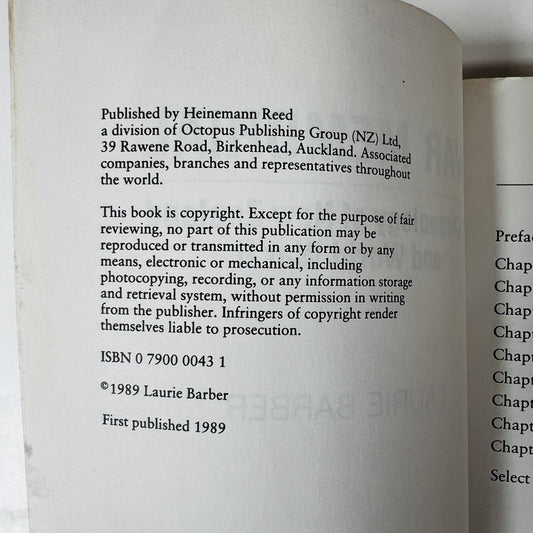 Published by Heinemann Reed
a division of Octopus Publishing Group (NZ) Ltd,
39 Rawene Road, Birkenhead, Auckland. Associated
companies, branches and representatives throughout
the world.
This book is copyright. Except for the purpose of fair
reviewing, no part of this publication may be
reproduced or transmitted in any form or by any
means, electronic or mechanical, including
photocopying, recording, or any information storage
and retrieval system, without permission in writing
from the publisher. Infringers of copyright render
themselves liable to prosecution.
ISBN 0 7900 0043 1
©1989 Laurie Barber
First published 1989
Prefa
Chap
Chap
Chap
Chapt
Chapt
Chapt
Chapt
Chapt
Chapt
Select